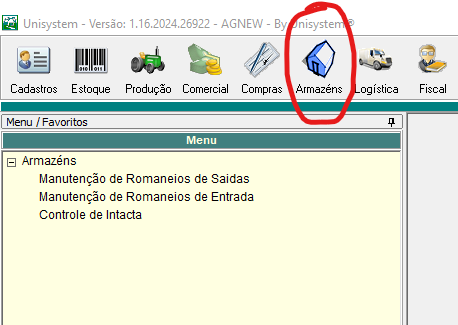 Unisystem - Versão: 1.16.2024.26922 - AGNEW - By Unisystem®
Cadastros Estoque Produção Comercial Compras Armazéns Logística Fiscal
Menu / Favoritos
Menu
Armazéns
Manutenção de Romaneios de Saidas
Manutenção de Romaneios de Entrada
Controle de Intacta